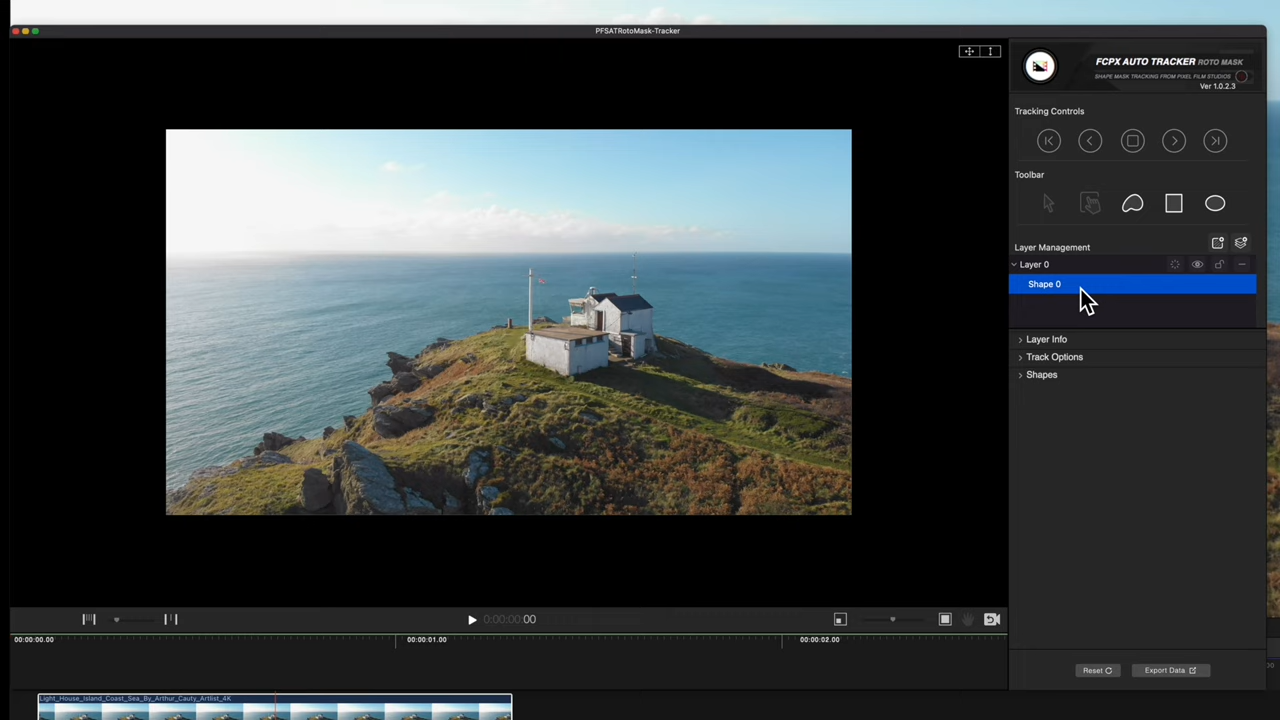 PFSATRotoMask-Tracker
FCPX AUTO TRACKER ROTO MASK
SHAPE MASK TRACKING FROM PIXEL FILM STUDIOS
Ver 1.0.2.3
Tracking Controls
Toolbar
Layer Management
Layer 0
Shape 0
Layer Info
Track Options
Shapes
0:00:00:00
00:00:00.00
00:00:01.00
00:00:02.00
Reset
Export Data
Light_House_Island_Coast_Sea_By_Arthur_Cauty_Artlist_4K